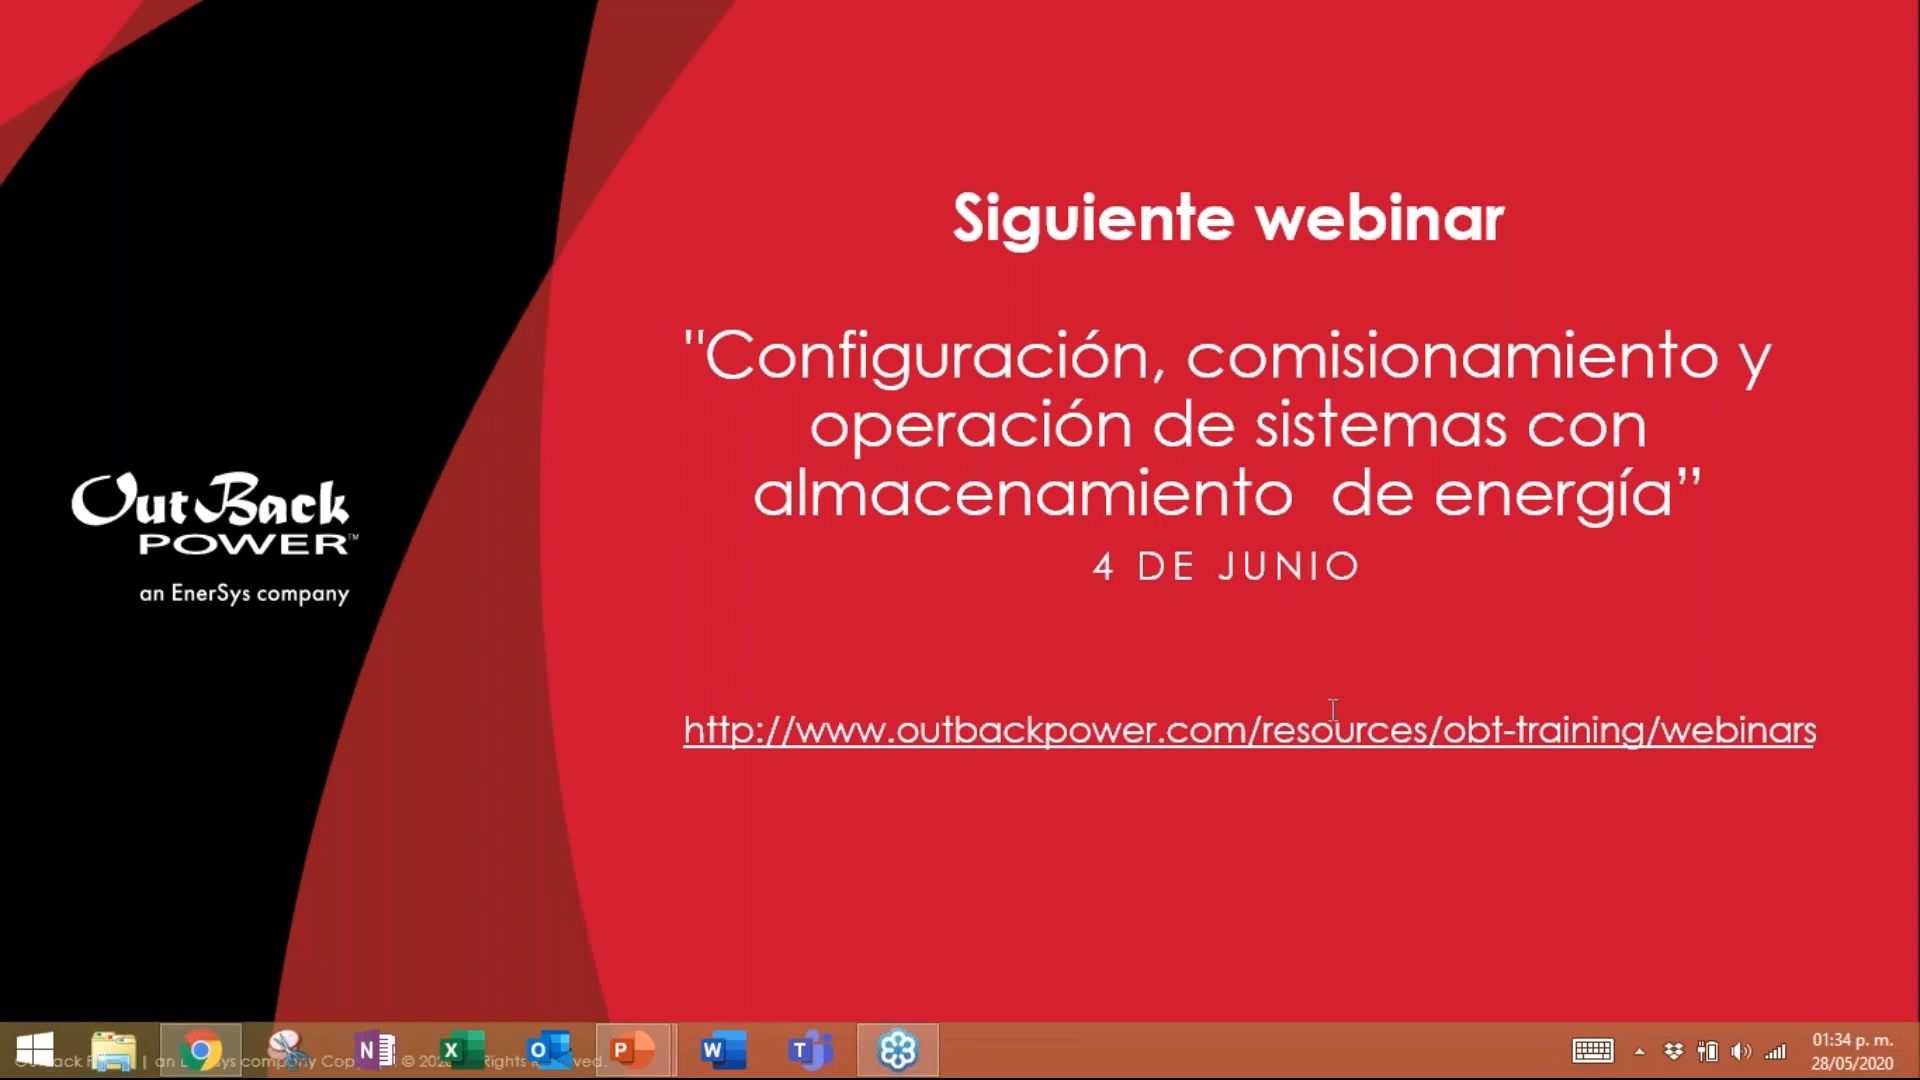 Siguiente webinar
"Configuración, comisionamiento y
operación de sistemas con
almacenamiento de energía”
4 DE JUNIO
OutBack
POWER™
an EnerSys company
http://www.outbackpower.com/resources/obt-training/webinars
01:34 p. m.
28/05/2020